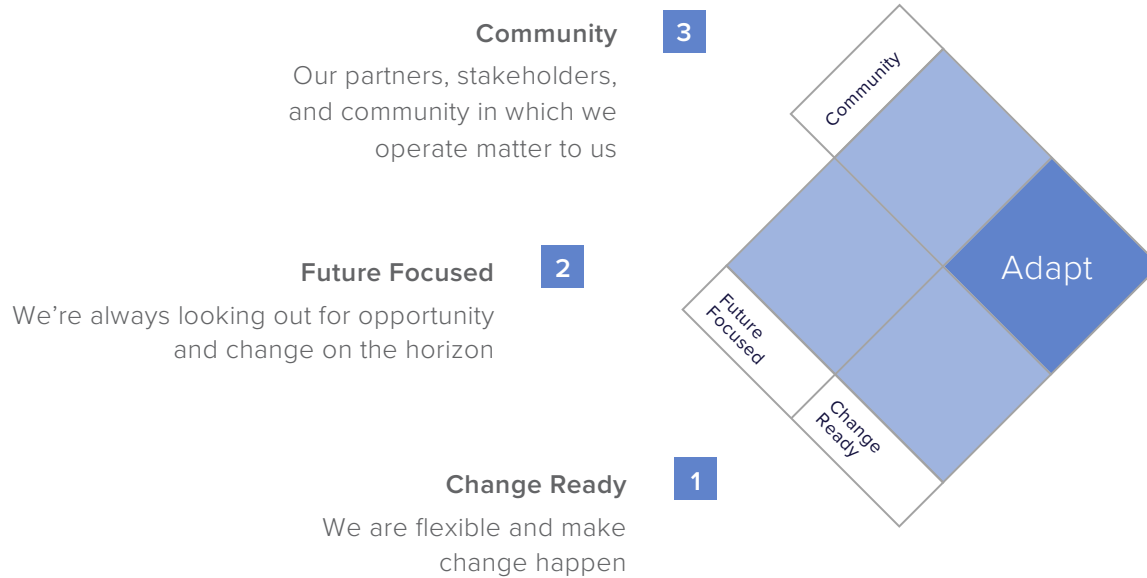 Community
3
Our partners, stakeholders,
and community in which we
operate matter to us
Future Focused
2
We’re always looking out for opportunity
and change on the horizon
Change Ready
1
We are flexible and make
change happen
Community
Adapt
Future
Focused
Change
Ready